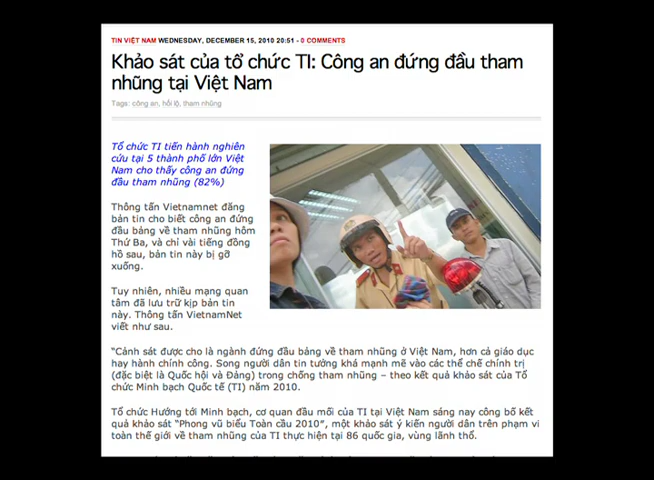 TIN VIỆT NAM WEDNESDAY, DECEMBER 15, 2010 20:51 - 0 COMMENTS
Khảo sát của tổ chức TI: Công an đứng đầu tham
nhũng tại Việt Nam
Tags: công an, hối lộ, tham nhũng
Tổ chức TI tiến hành nghiên
cứu tại 5 thành phố lớn Việt
Nam cho thấy công an đứng
đầu tham nhũng (82%)
Thông tấn Vietnamnet đăng
bản tin cho biết công an đứng
đầu bảng về tham nhũng hôm
Thứ Ba, và chỉ vài tiếng đồng
hồ sau, bản tin này bị gỡ
xuống.
Tuy nhiên, nhiều mạng quan
tâm đã lưu trữ kịp bản tin
này. Thông tấn VietnamNet
viết như sau.
“Cảnh sát được cho là ngành đứng đầu bảng về tham nhũng ở Việt Nam, hơn cả giáo dục
hay hành chính công. Song người dân tin tưởng khá mạnh mẽ vào các thể chế chính trị
(đặc biệt là Quốc hội và Đảng) trong chống tham nhũng – theo kết quả khảo sát của Tổ
chức Minh bạch Quốc tế (TI) năm 2010.
Tổ chức Hướng tới Minh bạch, cơ quan đầu mối của TI tại Việt Nam sáng nay công bố kết
quả khảo sát “Phong vũ biểu Toàn cầu 2010”, một khảo sát ý kiến người dân trên phạm vi
toàn thế giới về tham nhũng của TI thực hiện tại 86 quốc gia, vùng lãnh thổ.